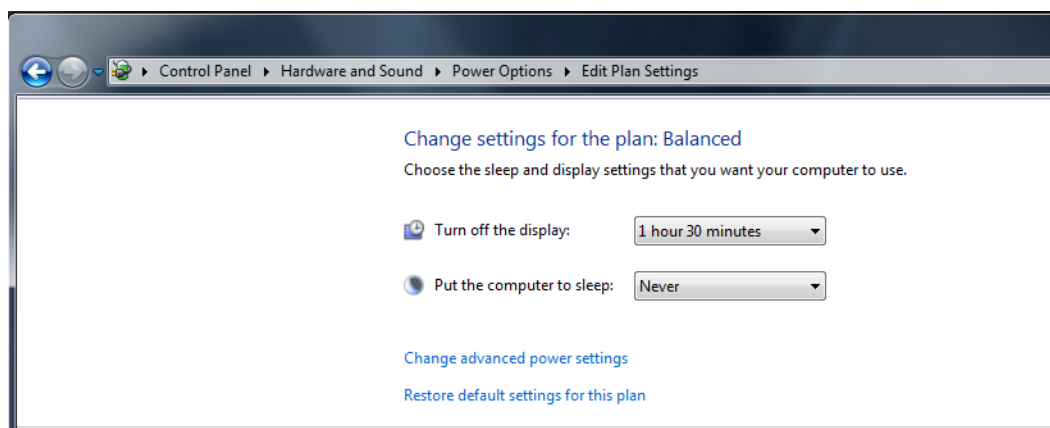 Control Panel ▸ Hardware and Sound ▸ Power Options ▸ Edit Plan Settings
Change settings for the plan: Balanced
Choose the sleep and display settings that you want your computer to use.
Turn off the display: 1 hour 30 minutes
Put the computer to sleep: Never
Change advanced power settings
Restore default settings for this plan